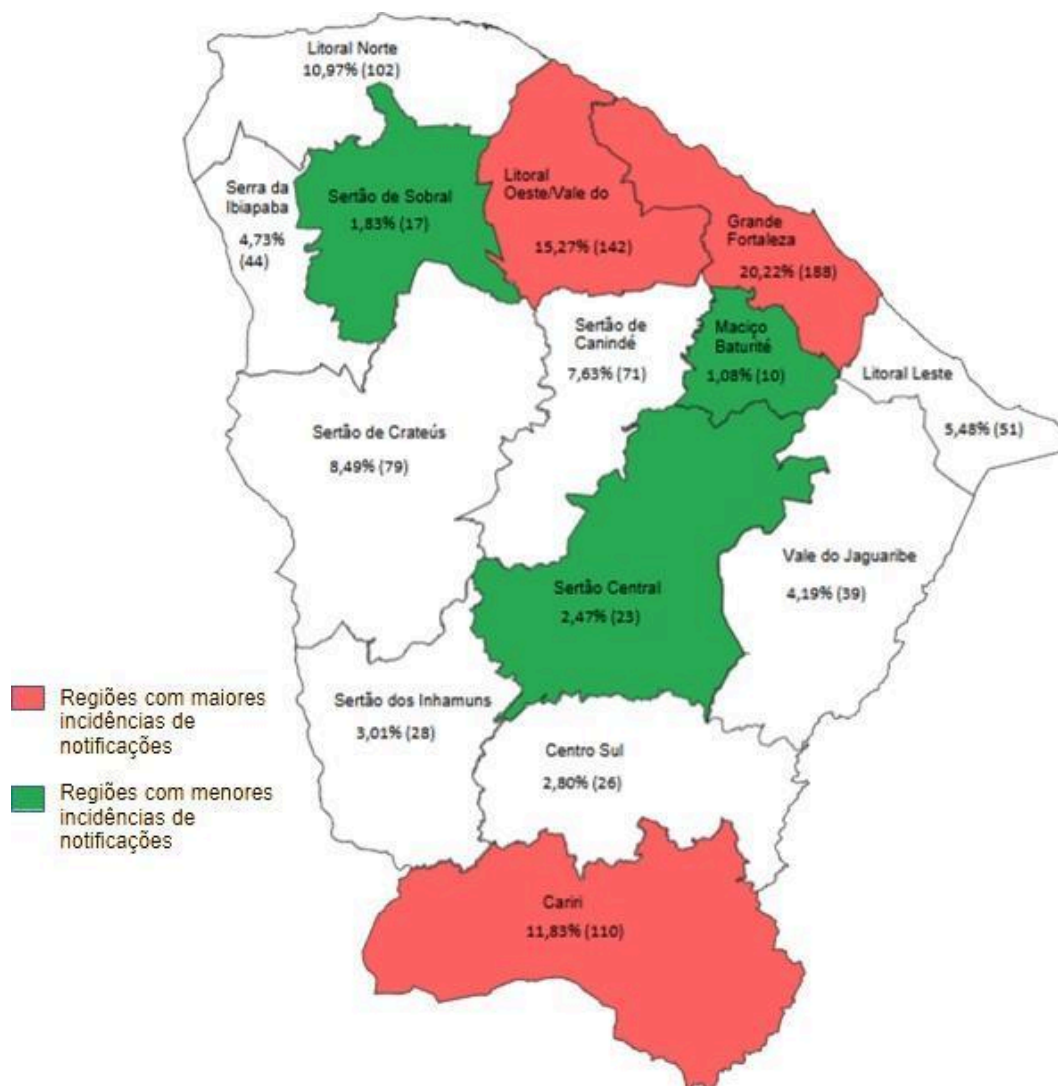 Litoral Norte
10,97% (102)
Serra da
Ibiapaba
4,73%
(44)
Sertão de Sobral
1,83% (17)
Litoral
Oeste/Vale do
15,27% (142)
Grande
Fortaleza
20,22% (188)
Sertão de
Canindé
7,63% (71)
Maciço
Baturité
1,08% (10)
Litoral Leste
5,48% (51)
Sertão de Crateús
8,49% (79)
Sertão Central
2,47% (23)
Vale do Jaguaribe
4,19% (39)
Sertão dos Inhamuns
3,01% (28)
Centro Sul
2,80% (26)
Cariri
11,83% (110)
Regiões com maiores
incidências de
notificações
Regiões com menores
incidências de
notificações